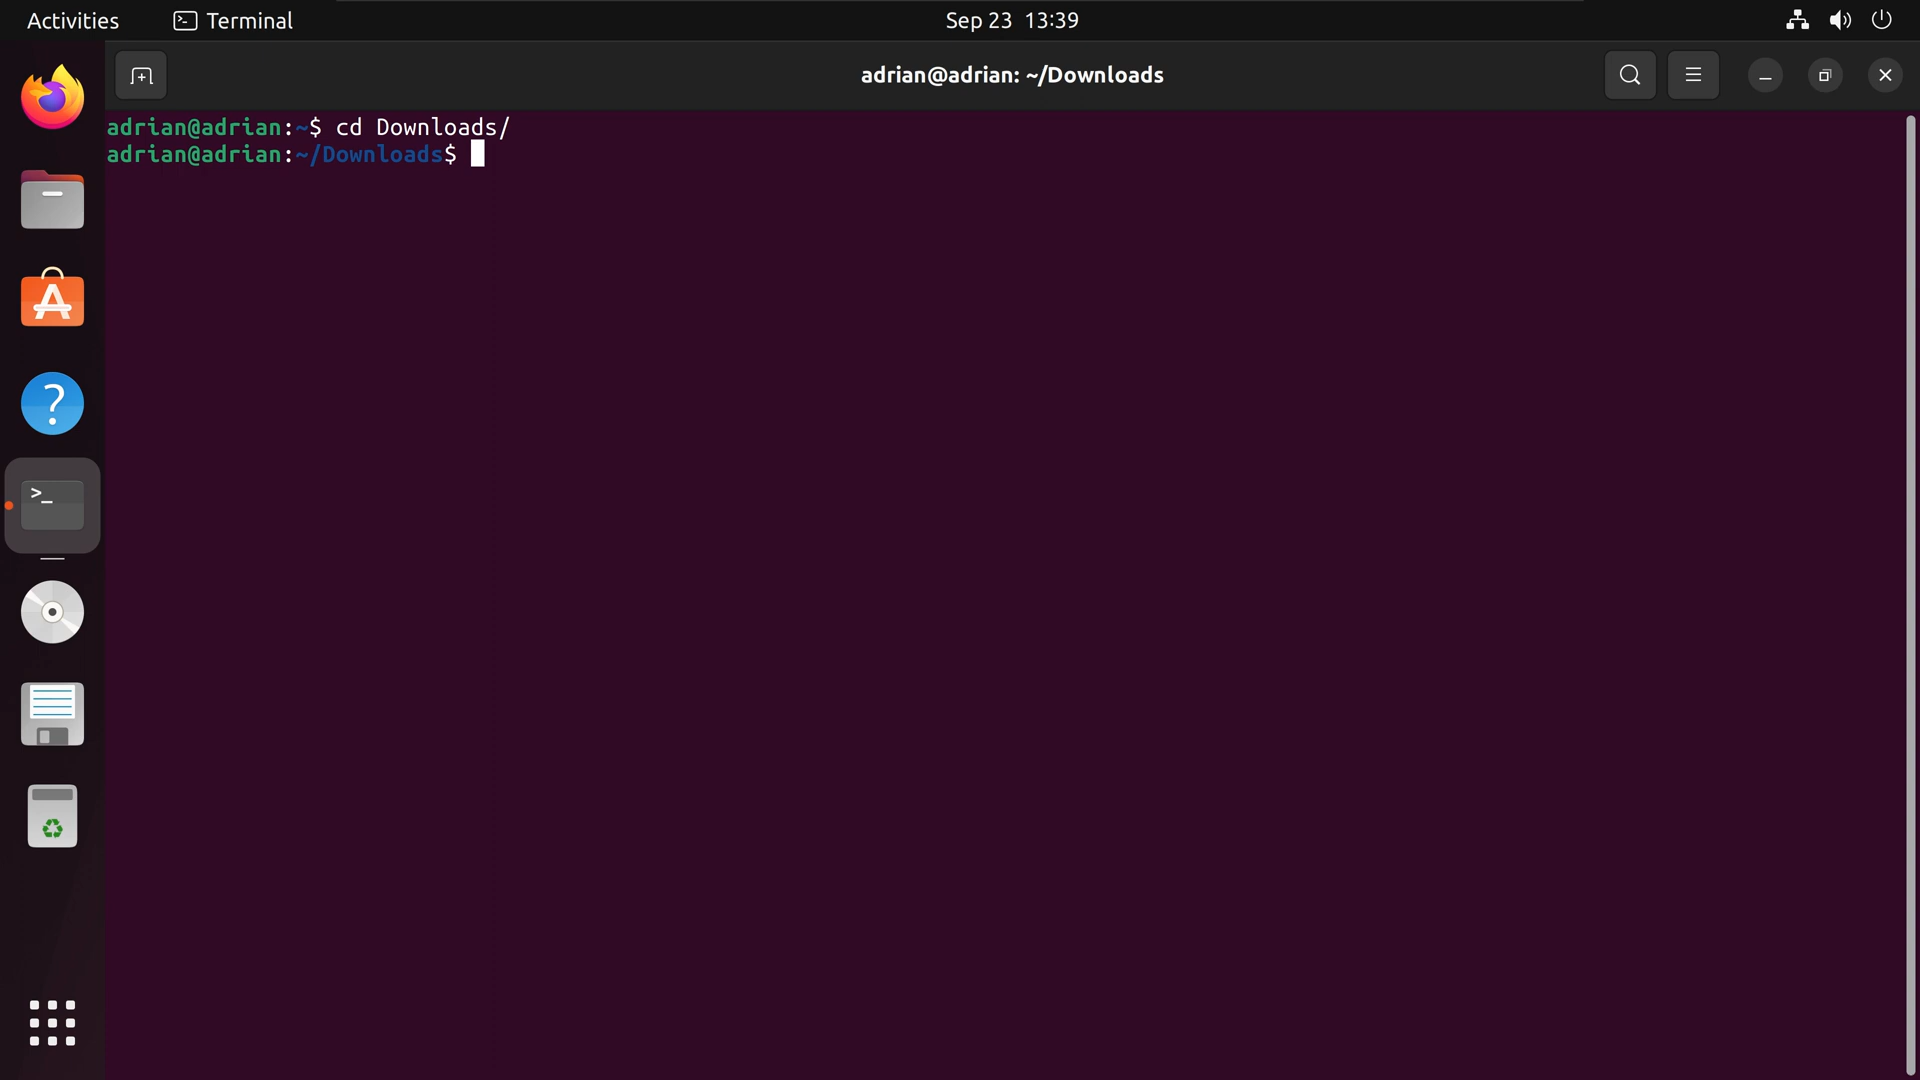 Activities Terminal Sep 23 13:39
adrian@adrian: ~/Downloads
adrian@adrian:~$ cd Downloads/
adrian@adrian:~/Downloads$